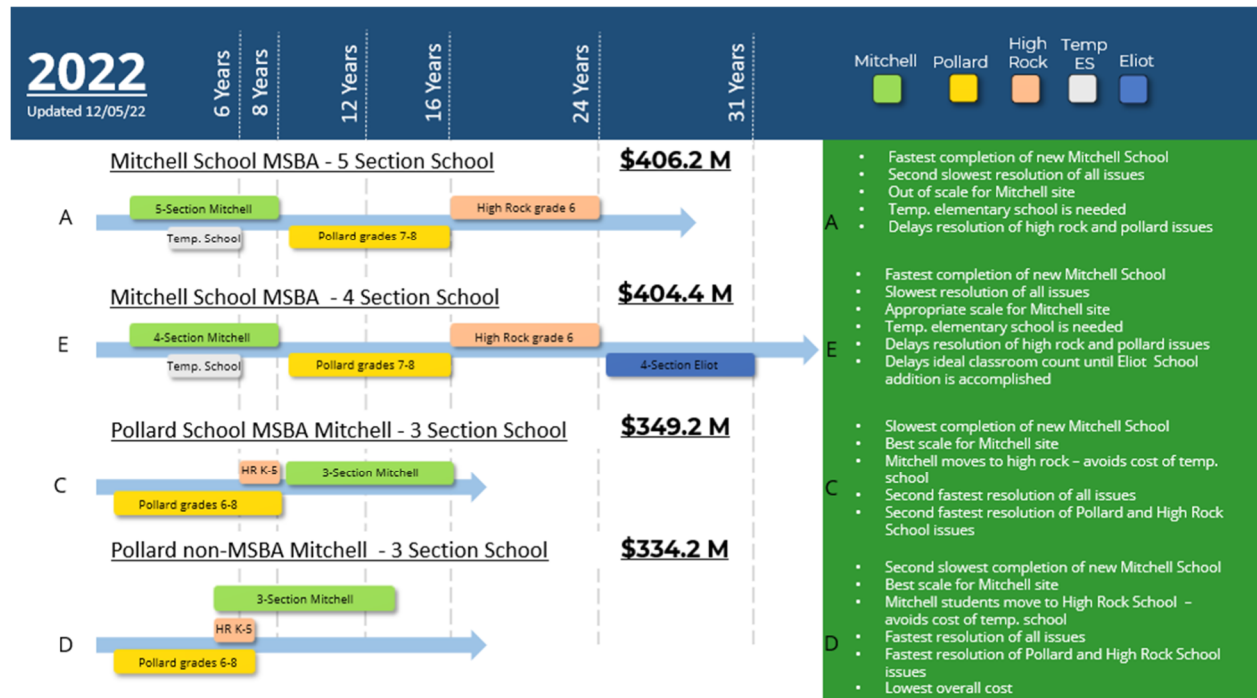 2022
Updated 12/05/22
6 Years
8 Years
12 Years
16 Years
24 Years
31 Years
Mitchell
Pollard
High
Rock
Temp
ES
Eliot
Mitchell School MSBA - 5 Section School
$406.2 M
A
5-Section Mitchell
Temp. School
Pollard grades 7-8
High Rock grade 6
A
• Fastest completion of new Mitchell School
• Second slowest resolution of all issues
• Out of scale for Mitchell site
• Temp. elementary school is needed
• Delays resolution of high rock and pollard issues
Mitchell School MSBA - 4 Section School
$404.4 M
E
4-Section Mitchell
Temp. School
Pollard grades 7-8
High Rock grade 6
4-Section Eliot
E
• Fastest completion of new Mitchell School
• Slowest resolution of all issues
• Appropriate scale for Mitchell site
• Temp. elementary school is needed
• Delays resolution of high rock and pollard issues
• Delays ideal classroom count until Eliot School
addition is accomplished
Pollard School MSBA Mitchell - 3 Section School
$349.2 M
C
HR K-5
3-Section Mitchell
Pollard grades 6-8
C
• Slowest completion of new Mitchell School
• Best scale for Mitchell site
• Mitchell moves to high rock – avoids cost of temp.
school
• Second fastest resolution of all issues
• Second fastest resolution of Pollard and High Rock
School issues
Pollard non-MSBA Mitchell - 3 Section School
$334.2 M
D
3-Section Mitchell
HR K-5
Pollard grades 6-8
D
• Second slowest completion of new Mitchell School
• Best scale for Mitchell site
• Mitchell students move to High Rock School –
avoids cost of temp. school
• Fastest resolution of all issues
• Fastest resolution of Pollard and High Rock School
issues
• Lowest overall cost